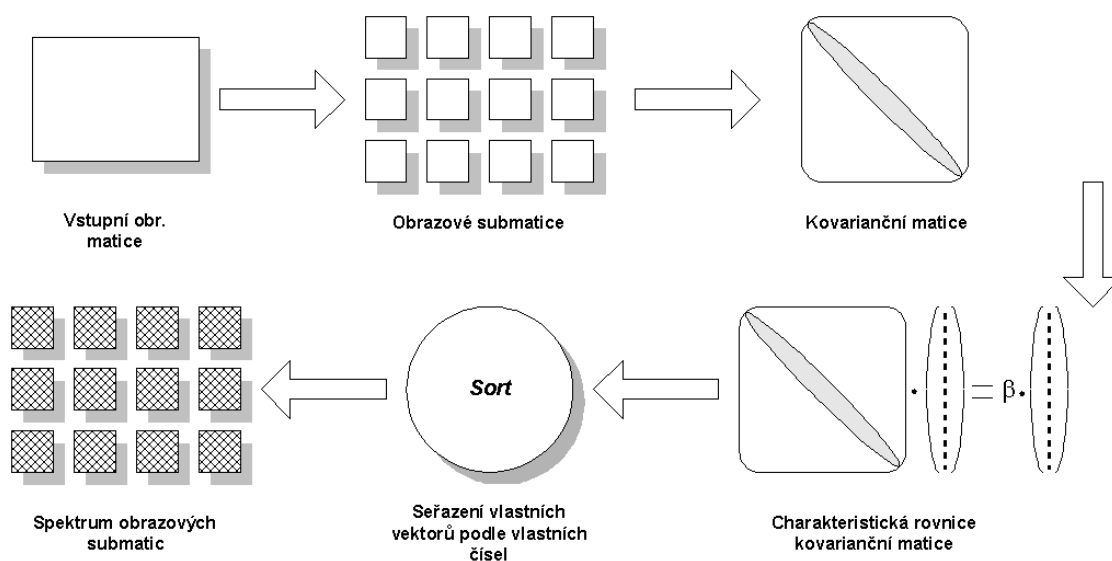 Vstupní obr.
matice
Obrazové submatice
Kovarianční matice
. = β.
Sort
Spektrum obrazových
submatic
Seřazení vlastních
vektorů podle vlastních
čísel
Charakteristická rovnice
kovarianční matice